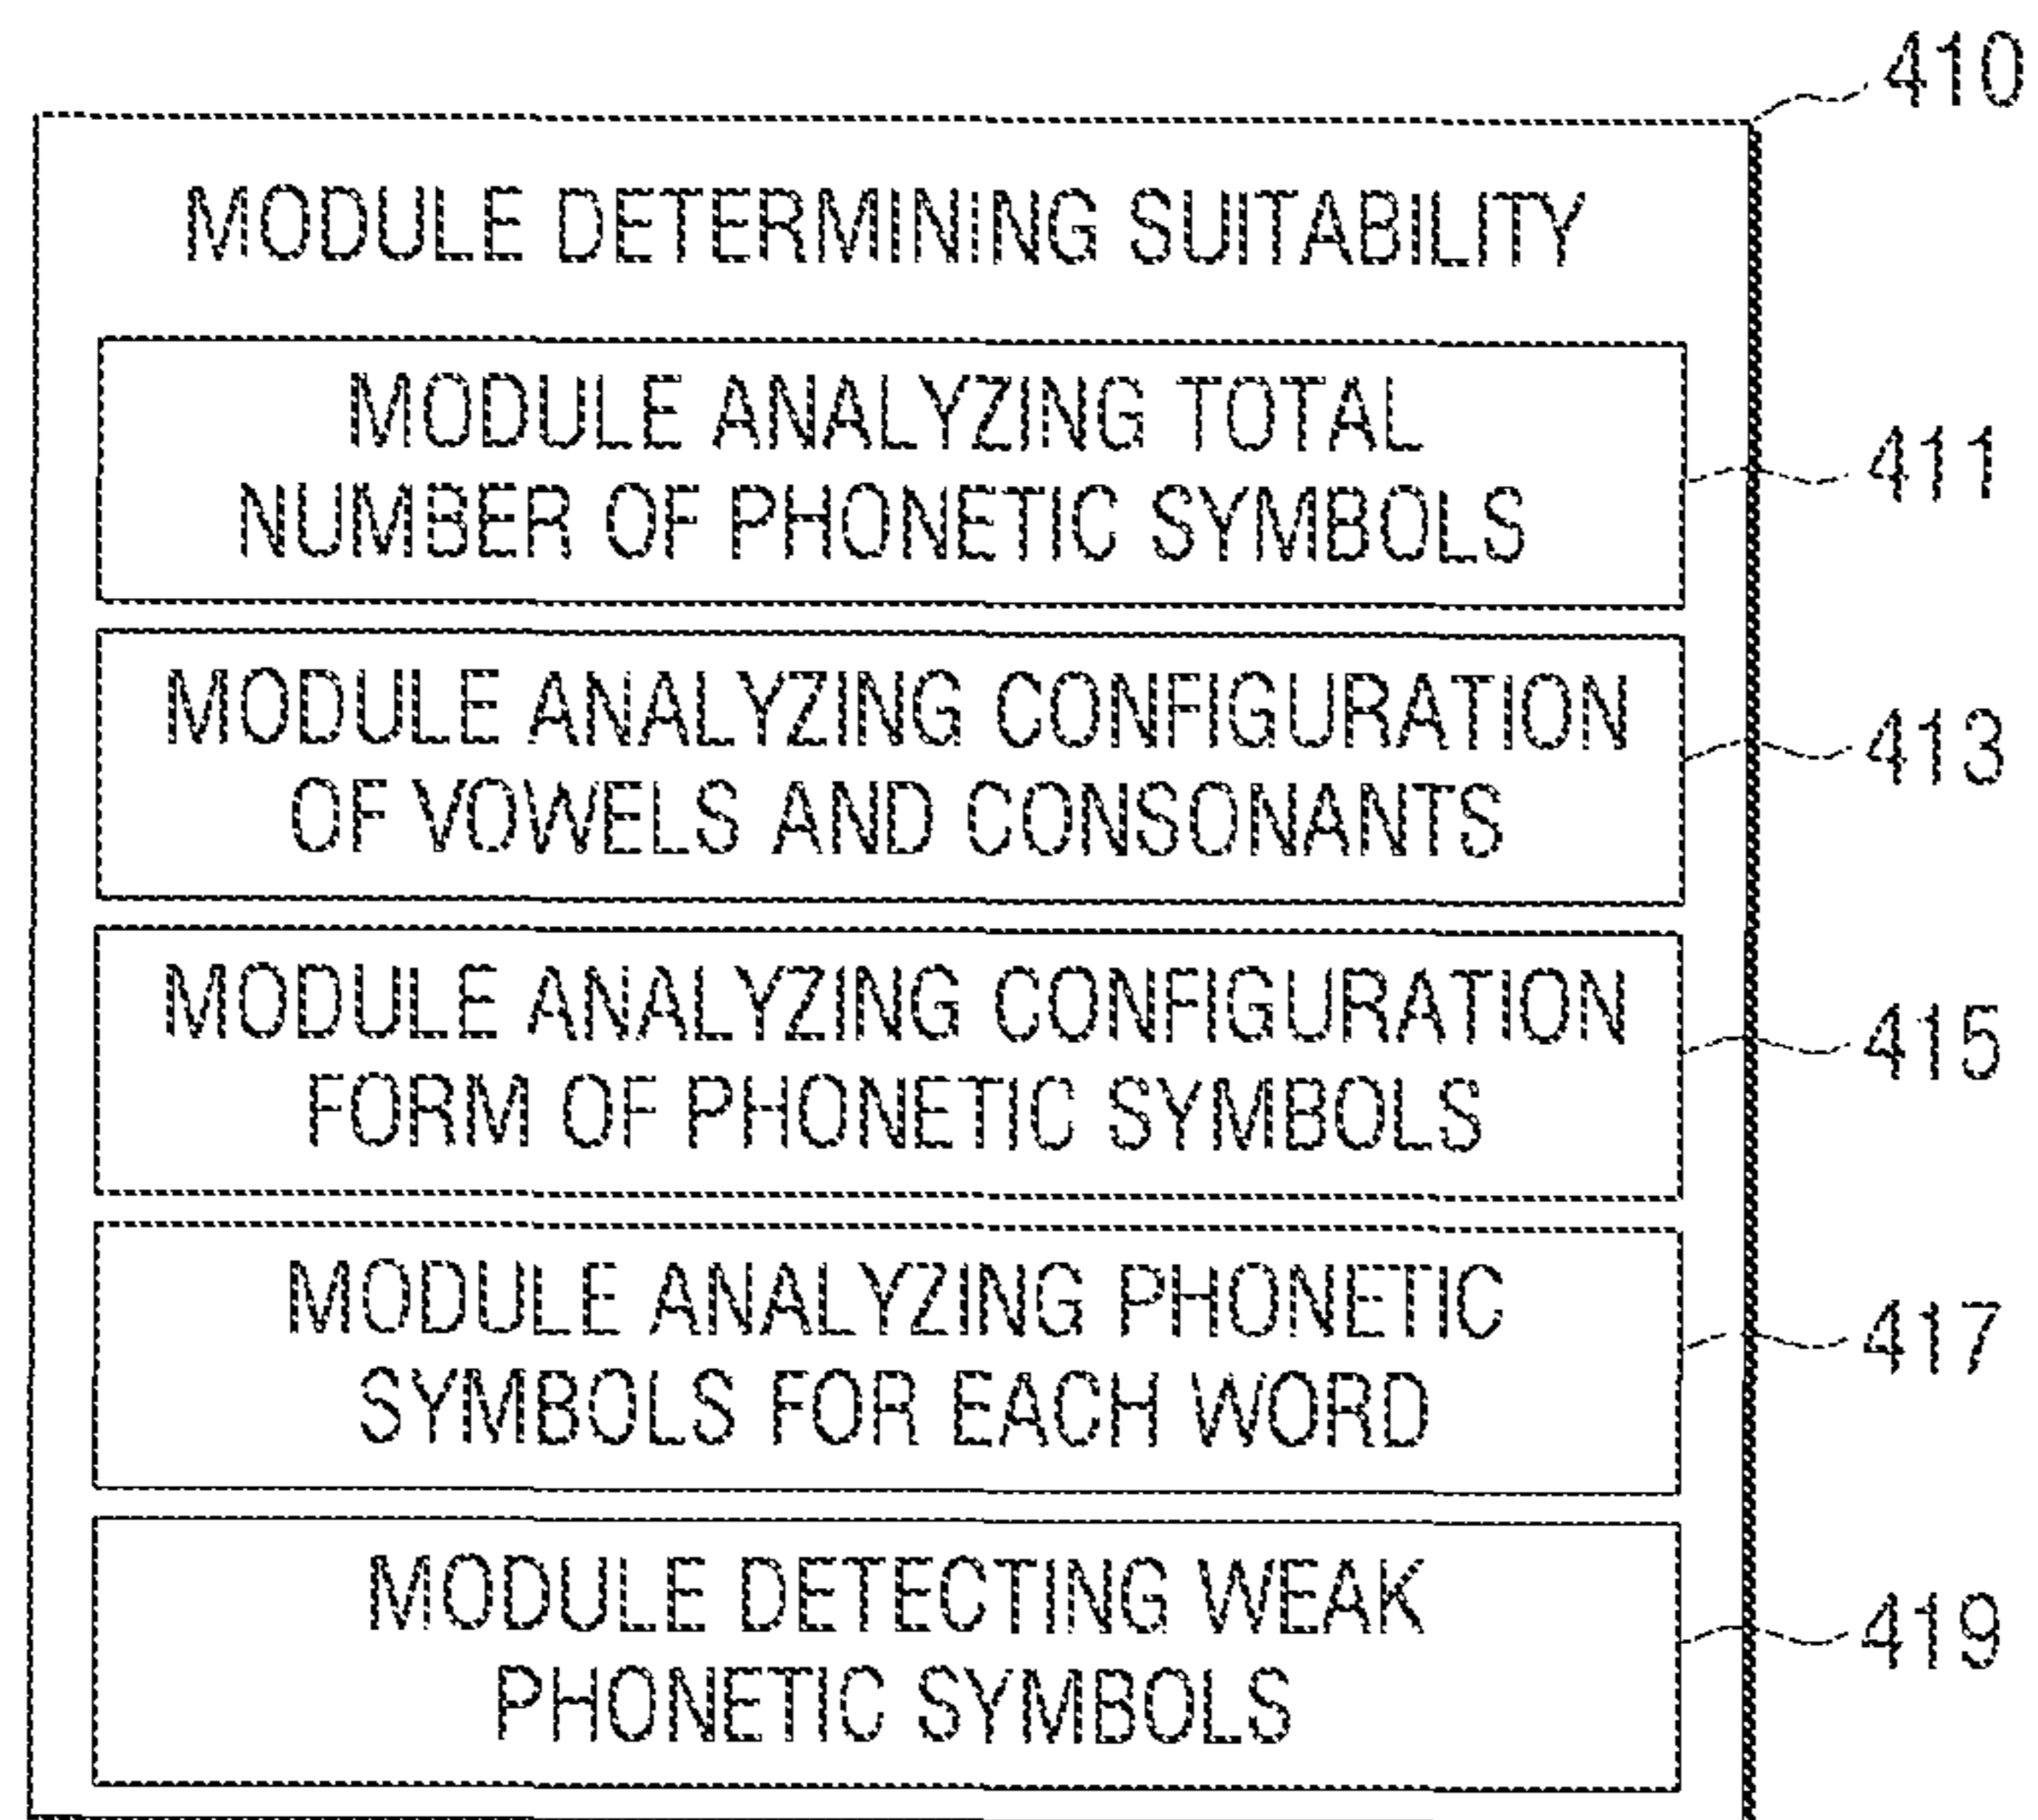 410
MODULE DETERMINING SUITABILITY
MODULE ANALYZING TOTAL
NUMBER OF PHONETIC SYMBOLS
411
MODULE ANALYZING CONFIGURATION
OF VOWELS AND CONSONANTS
413
MODULE ANALYZING CONFIGURATION
FORM OF PHONETIC SYMBOLS
415
MODULE ANALYZING PHONETIC
SYMBOLS FOR EACH WORD
417
MODULE DETECTING WEAK
PHONETIC SYMBOLS
419